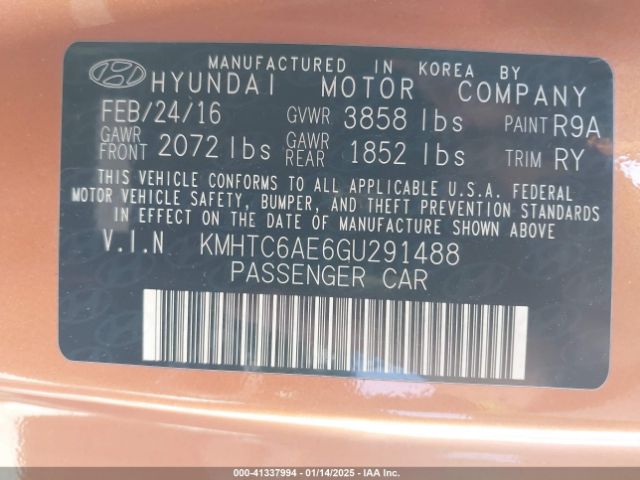 MANUFACTURED IN KOREA BY
HYUNDAI MOTOR COMPANY
FEB/24/16 GVWR 3858 lbs PAINT R9A
GAWR FRONT 2072 lbs GAWR REAR 1852 lbs TRIM RY
THIS VEHICLE CONFORMS TO ALL APPLICABLE U.S.A. FEDERAL
MOTOR VEHICLE SAFETY, BUMPER, AND THEFT PREVENTION STANDARDS
IN EFFECT ON THE DATE OF MANUFACTURE SHOWN ABOVE.
V.I.N KMHTC6AE6GU291488
PASSENGER CAR
000-41337994 - 01/14/2025 - IAA Inc.